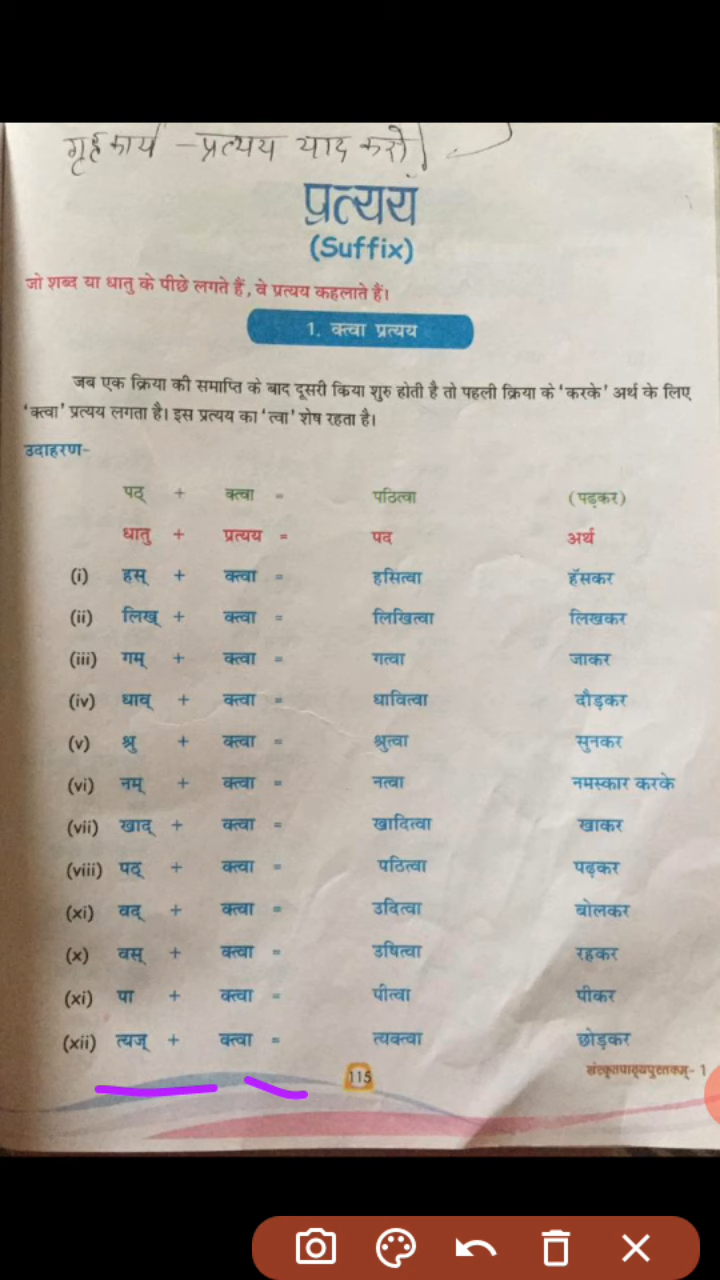 गृहकार्य - प्रत्यय याद करो।
प्रत्यय
(Suffix)
जो शब्द या धातु के पीछे लगते हैं, वे प्रत्यय कहलाते हैं।
1. क्त्वा प्रत्यय
जब एक क्रिया की समाप्ति के बाद दूसरी क्रिया शुरु होती है तो पहली क्रिया के 'करके' अर्थ के लिए
'क्त्वा' प्रत्यय लगता है। इस प्रत्यय का 'त्वा' शेष रहता है।
उदाहरण-
पठ् + क्त्वा = पठित्वा (पढ़कर)
धातु + प्रत्यय = पद अर्थ
(i) हस् + क्त्वा = हसित्वा हँसकर
(ii) लिख् + क्त्वा = लिखित्वा लिखकर
(iii) गम् + क्त्वा = गत्वा जाकर
(iv) धाव् + क्त्वा = धावित्वा दौड़कर
(v) श्रु + क्त्वा = श्रुत्वा सुनकर
(vi) नम् + क्त्वा = नत्वा नमस्कार करके
(vii) खाद् + क्त्वा = खादित्वा खाकर
(viii) पठ् + क्त्वा = पठित्वा पढ़कर
(xi) वद् + क्त्वा = उदित्वा बोलकर
(x) वस् + क्त्वा = उषित्वा रहकर
(xi) पा + क्त्वा = पीत्वा पीकर
(xii) त्यज् + क्त्वा = त्यक्त्वा छोड़कर
115
संस्कृतपाठ्यपुस्तकम्- 1